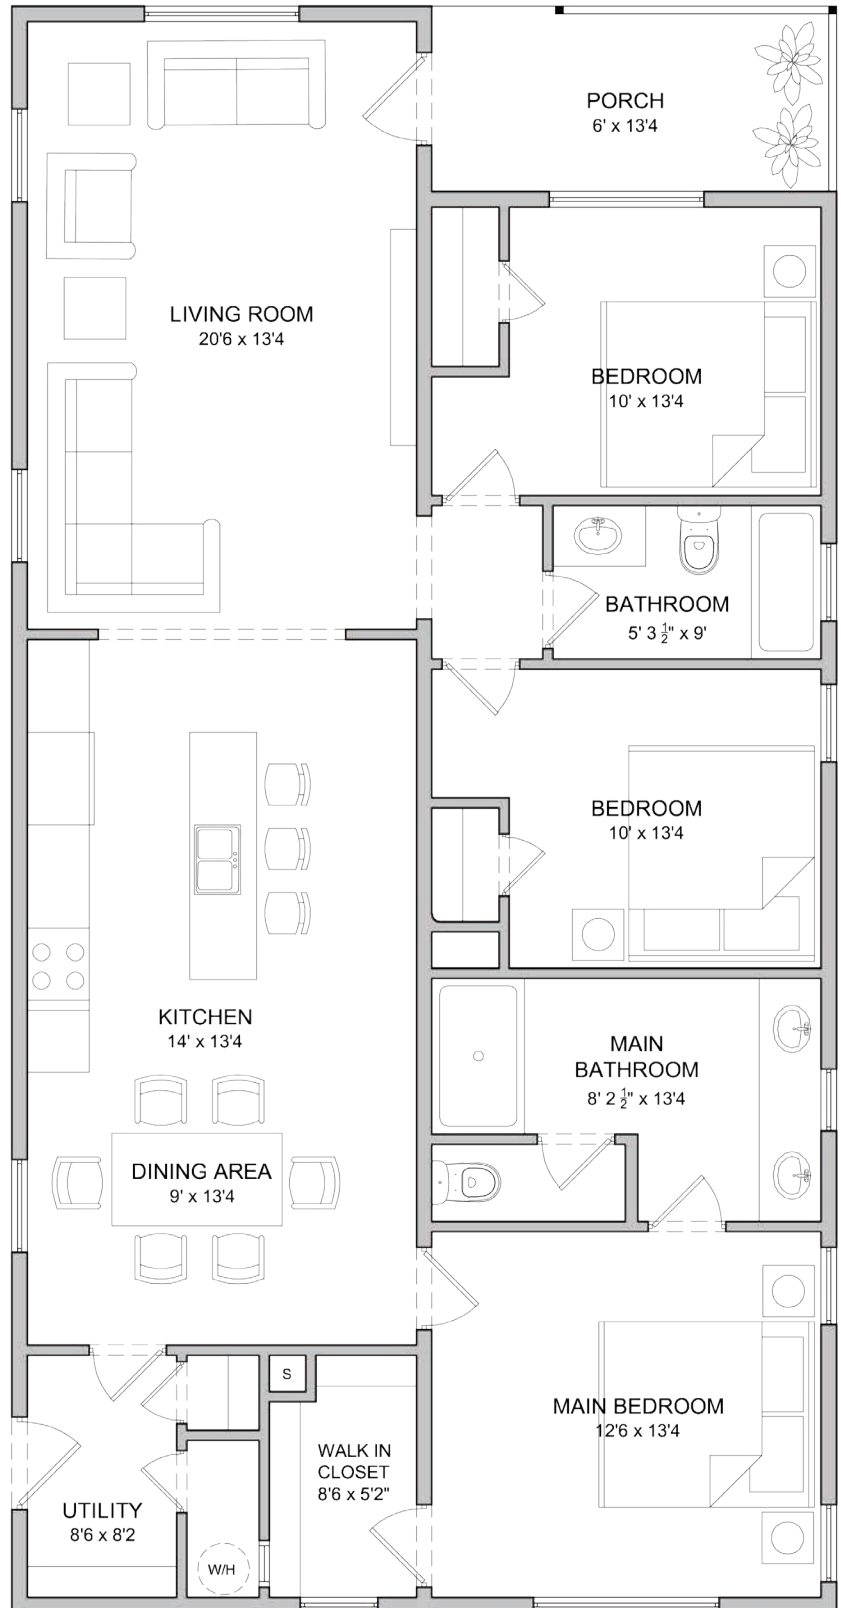 PORCH
6' x 13'4
LIVING ROOM
20'6 x 13'4
BEDROOM
10' x 13'4
BATHROOM
5' 3 1/2" x 9'
BEDROOM
10' x 13'4
KITCHEN
14' x 13'4
MAIN
BATHROOM
8' 2 1/2" x 13'4
DINING AREA
9' x 13'4
S
MAIN BEDROOM
12'6 x 13'4
WALK IN
CLOSET
8'6 x 5'2"
UTILITY
8'6 x 8'2
W/H